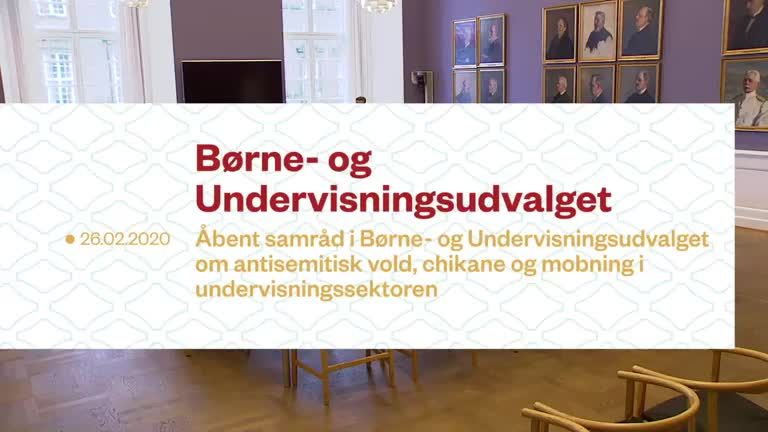 Børne- og
Undervisningsudvalget
26.02.2020
Åbent samråd i Børne- og Undervisningsudvalget
om antisemitisk vold, chikane og mobning i
undervisningssektoren